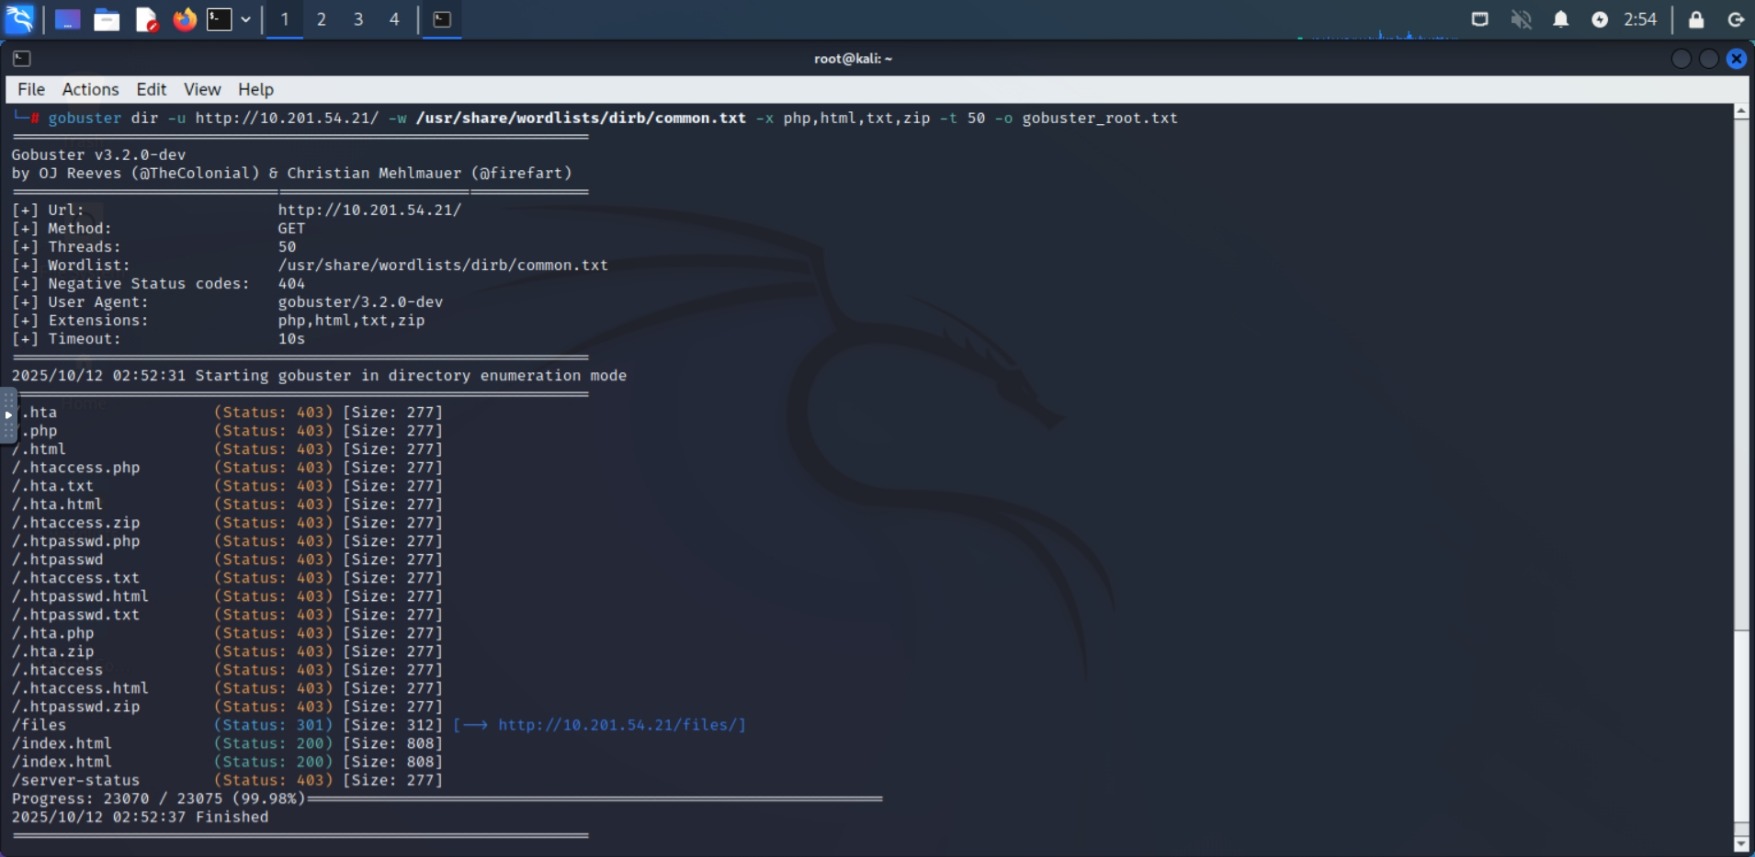 1 2 3 4 2:54
root@kali: ~
File Actions Edit View Help
└─# gobuster dir -u http://10.201.54.21/ -w /usr/share/wordlists/dirb/common.txt -x php,html,txt,zip -t 50 -o gobuster_root.txt
Gobuster v3.2.0-dev
by OJ Reeves (@TheColonial) & Christian Mehlmauer (@firefart)
[+] Url: http://10.201.54.21/
[+] Method: GET
[+] Threads: 50
[+] Wordlist: /usr/share/wordlists/dirb/common.txt
[+] Negative Status codes: 404
[+] User Agent: gobuster/3.2.0-dev
[+] Extensions: php,html,txt,zip
[+] Timeout: 10s
2025/10/12 02:52:31 Starting gobuster in directory enumeration mode
Home
.hta (Status: 403) [Size: 277]
.php (Status: 403) [Size: 277]
/.html (Status: 403) [Size: 277]
/.htaccess.php (Status: 403) [Size: 277]
/.hta.txt (Status: 403) [Size: 277]
/.hta.html (Status: 403) [Size: 277]
/.htaccess.zip (Status: 403) [Size: 277]
/.htpasswd.php (Status: 403) [Size: 277]
/.htpasswd (Status: 403) [Size: 277]
/.htaccess.txt (Status: 403) [Size: 277]
/.htpasswd.html (Status: 403) [Size: 277]
/.htpasswd.txt (Status: 403) [Size: 277]
/.hta.php (Status: 403) [Size: 277]
/.hta.zip (Status: 403) [Size: 277]
/.htaccess (Status: 403) [Size: 277]
/.htaccess.html (Status: 403) [Size: 277]
/.htpasswd.zip (Status: 403) [Size: 277]
/files (Status: 301) [Size: 312] [⟶ http://10.201.54.21/files/]
/index.html (Status: 200) [Size: 808]
/index.html (Status: 200) [Size: 808]
/server-status (Status: 403) [Size: 277]
Progress: 23070 / 23075 (99.98%)
2025/10/12 02:52:37 Finished